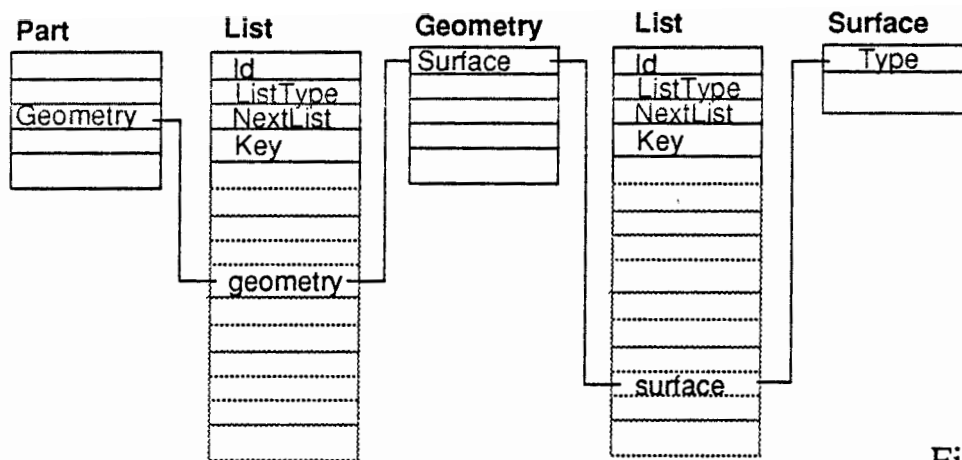 Part
Geometry
List
Id
ListType
NextList
Key
geometry
Geometry
Surface
List
Id
ListType
NextList
Key
surface
Surface
Type